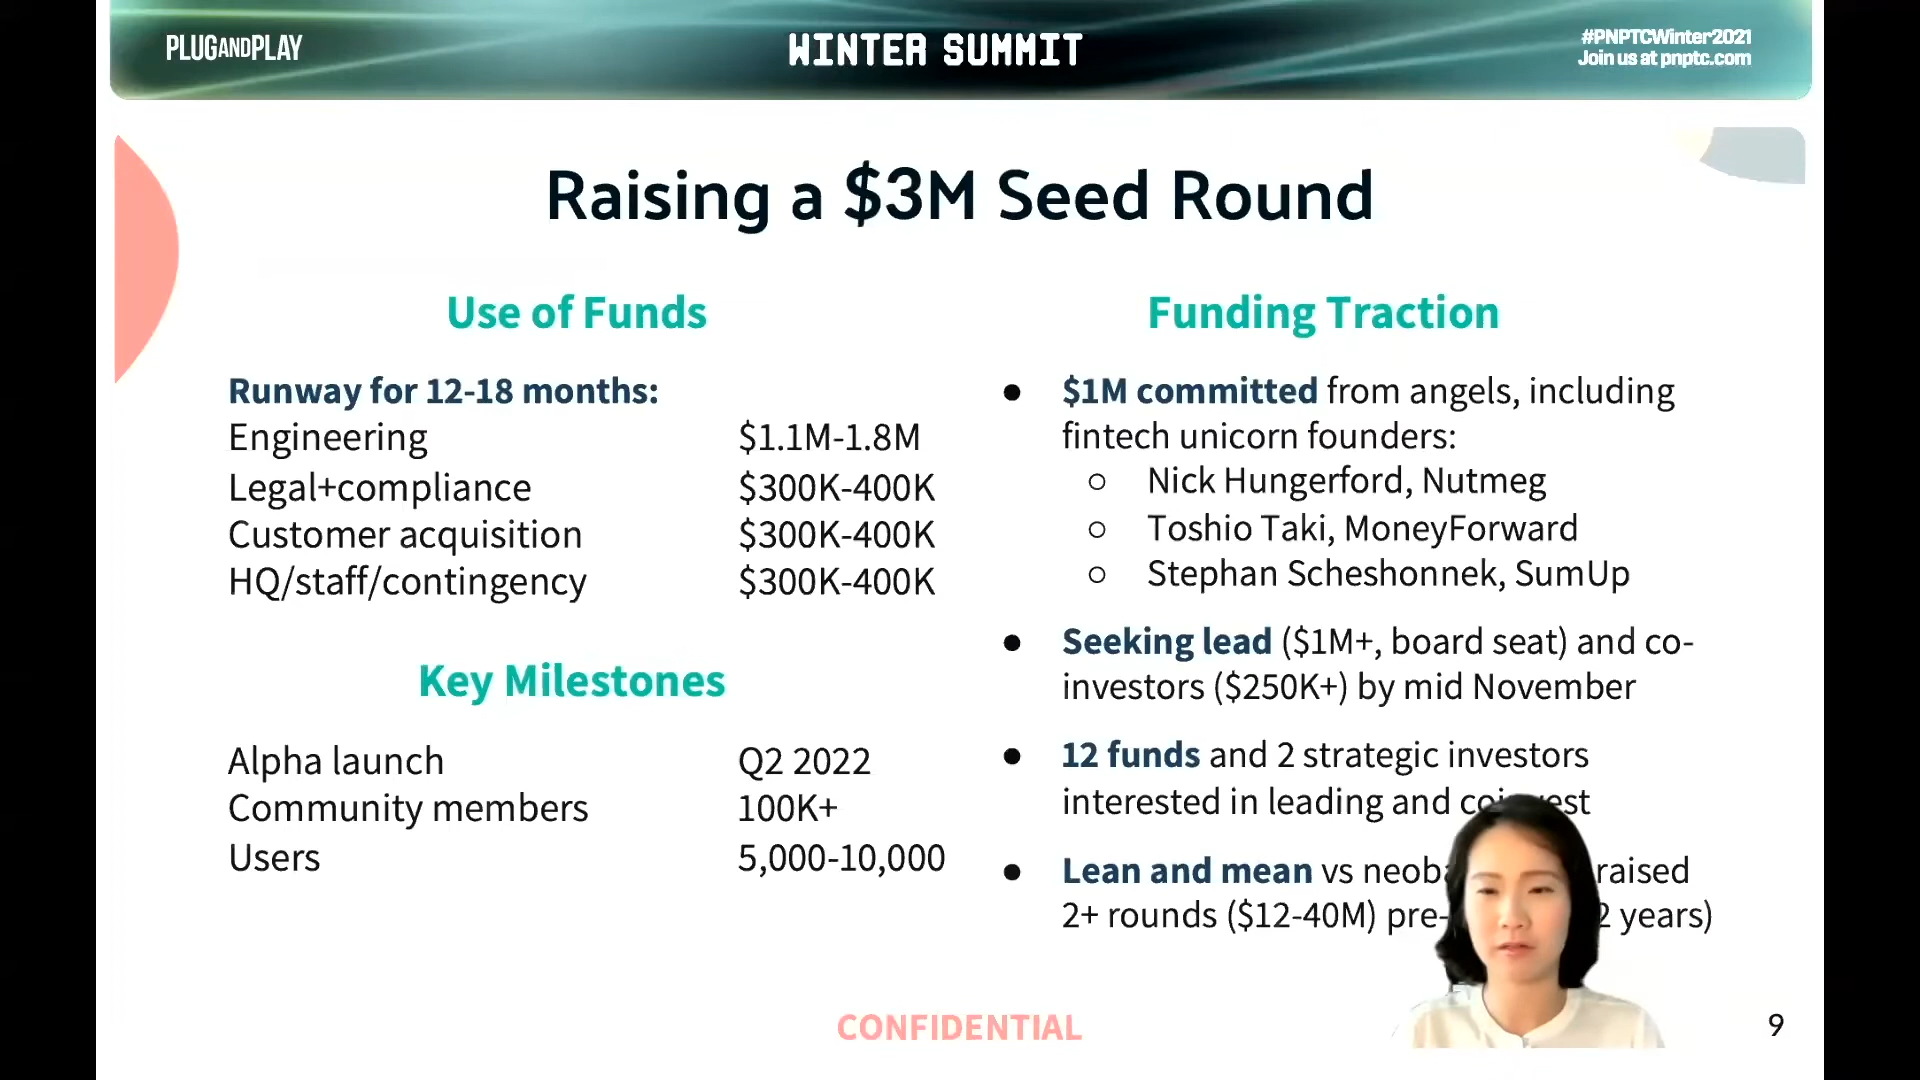 PLUGANDPLAY
WINTER SUMMIT
#PNPTCWinter2021
Join us at pnptc.com
Raising a $3M Seed Round
Use of Funds
Runway for 12-18 months:
Engineering $1.1M-1.8M
Legal+compliance $300K-400K
Customer acquisition $300K-400K
HQ/staff/contingency $300K-400K
Key Milestones
Alpha launch Q2 2022
Community members 100K+
Users 5,000-10,000
Funding Traction
● $1M committed from angels, including
fintech unicorn founders:
○ Nick Hungerford, Nutmeg
○ Toshio Taki, MoneyForward
○ Stephan Scheshonnek, SumUp
● Seeking lead ($1M+, board seat) and co-
investors ($250K+) by mid November
● 12 funds and 2 strategic investors
interested in leading and coinvest
● Lean and mean vs raised
2+ rounds ($12-40M) 2 years)
CONFIDENTIAL
9